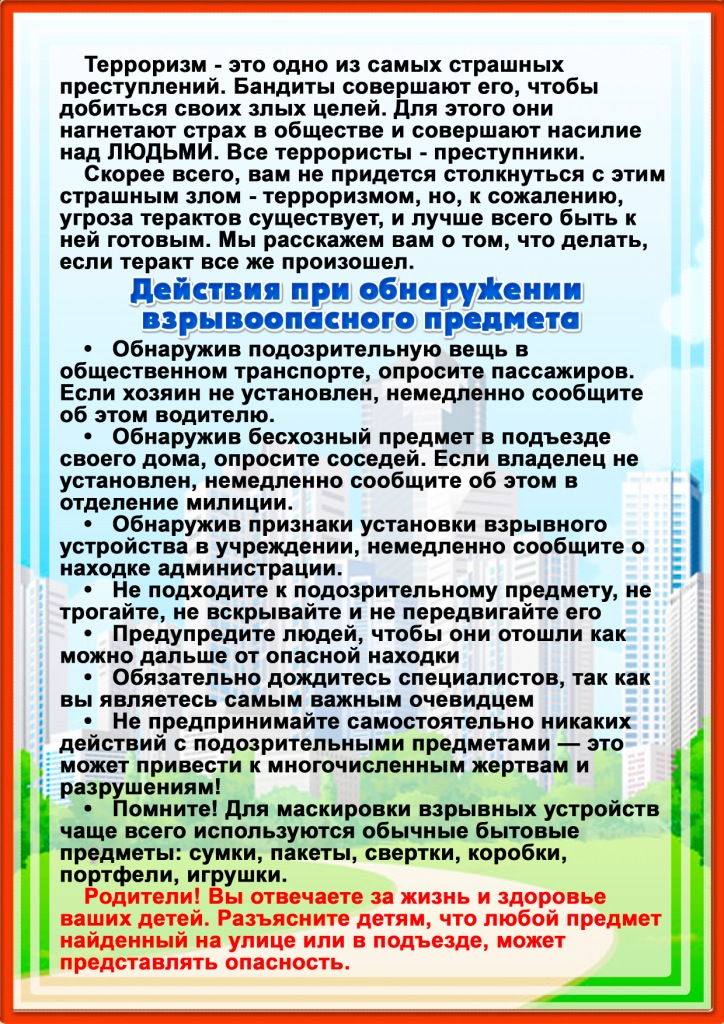 Терроризм - это одно из самых страшных
преступлений. Бандиты совершают его, чтобы
добиться своих злых целей. Для этого они
нагнетают страх в обществе и совершают насилие
над ЛЮДЬМИ. Все террористы - преступники.
Скорее всего, вам не придется столкнуться с этим
страшным злом - терроризмом, но, к сожалению,
угроза терактов существует, и лучше всего быть к
ней готовым. Мы расскажем вам о том, что делать,
если теракт все же произошел.
Действия при обнаружении
взрывоопасного предмета
• Обнаружив подозрительную вещь в
общественном транспорте, опросите пассажиров.
Если хозяин не установлен, немедленно сообщите
об этом водителю.
• Обнаружив бесхозный предмет в подъезде
своего дома, опросите соседей. Если владелец не
установлен, немедленно сообщите об этом в
отделение милиции.
• Обнаружив признаки установки взрывного
устройства в учреждении, немедленно сообщите о
находке администрации.
• Не подходите к подозрительному предмету, не
трогайте, не вскрывайте и не передвигайте его
• Предупредите людей, чтобы они отошли как
можно дальше от опасной находки
• Обязательно дождитесь специалистов, так как
вы являетесь самым важным очевидцем
• Не предпринимайте самостоятельно никаких
действий с подозрительными предметами — это
может привести к многочисленным жертвам и
разрушениям!
• Помните! Для маскировки взрывных устройств
чаще всего используются обычные бытовые
предметы: сумки, пакеты, свертки, коробки,
портфели, игрушки.
Родители! Вы отвечаете за жизнь и здоровье
ваших детей. Разъясните детям, что любой предмет
найденный на улице или в подъезде, может
представлять опасность.